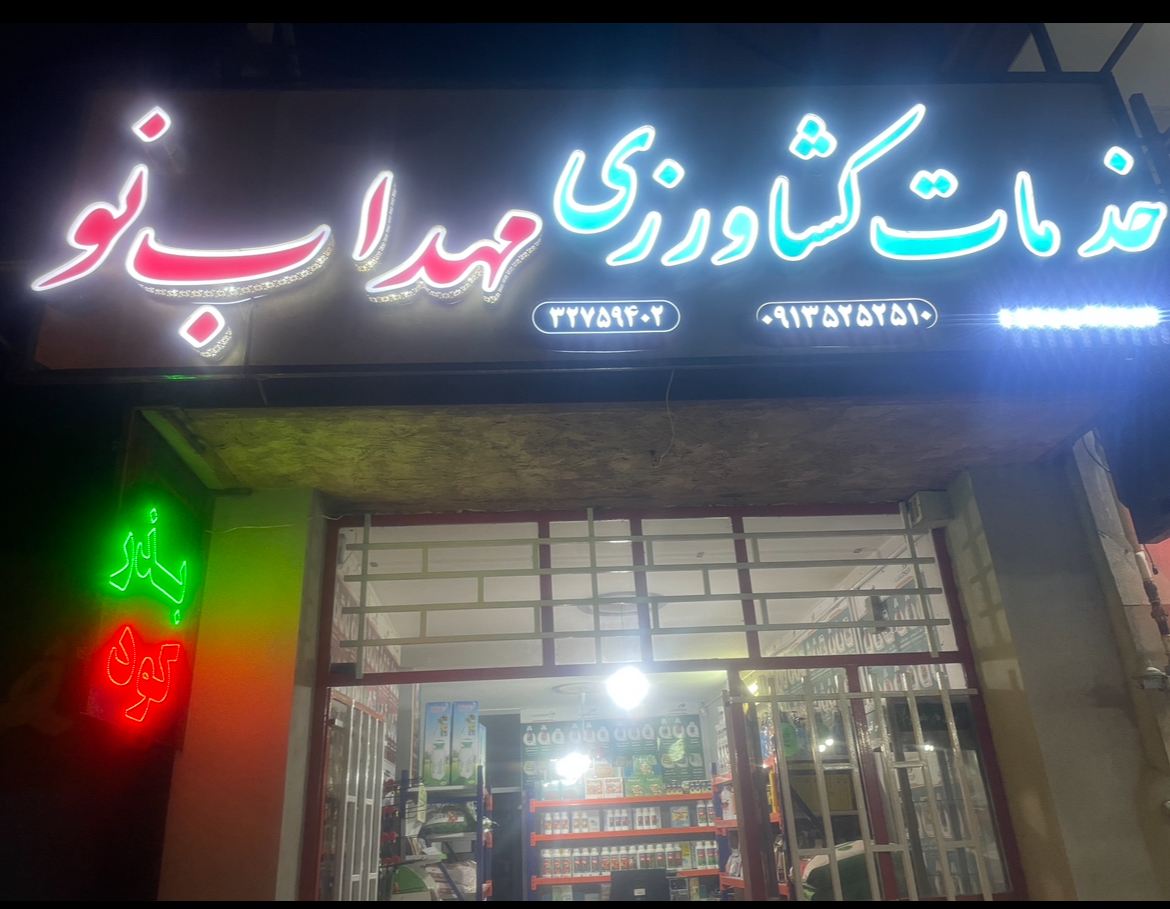 خدمات کشاورزی مهداب نو
۰۹۱۳۵۲۵۲۵۱۰ ۳۲۷۵۹۴۰۲
بذر
کود